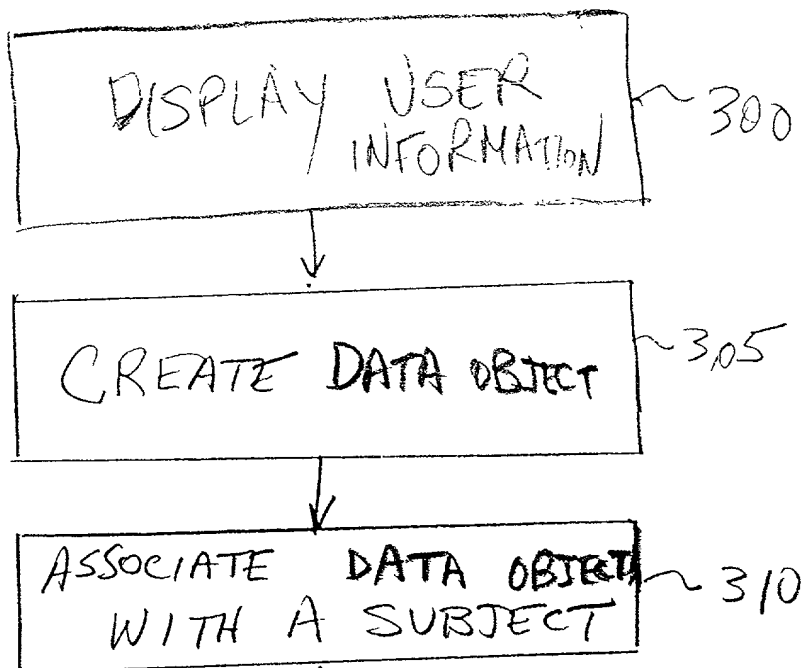 DISPLAY USER
INFORMATION
300
CREATE DATA OBJECT
305
ASSOCIATE DATA OBJECT
WITH A SUBJECT
310